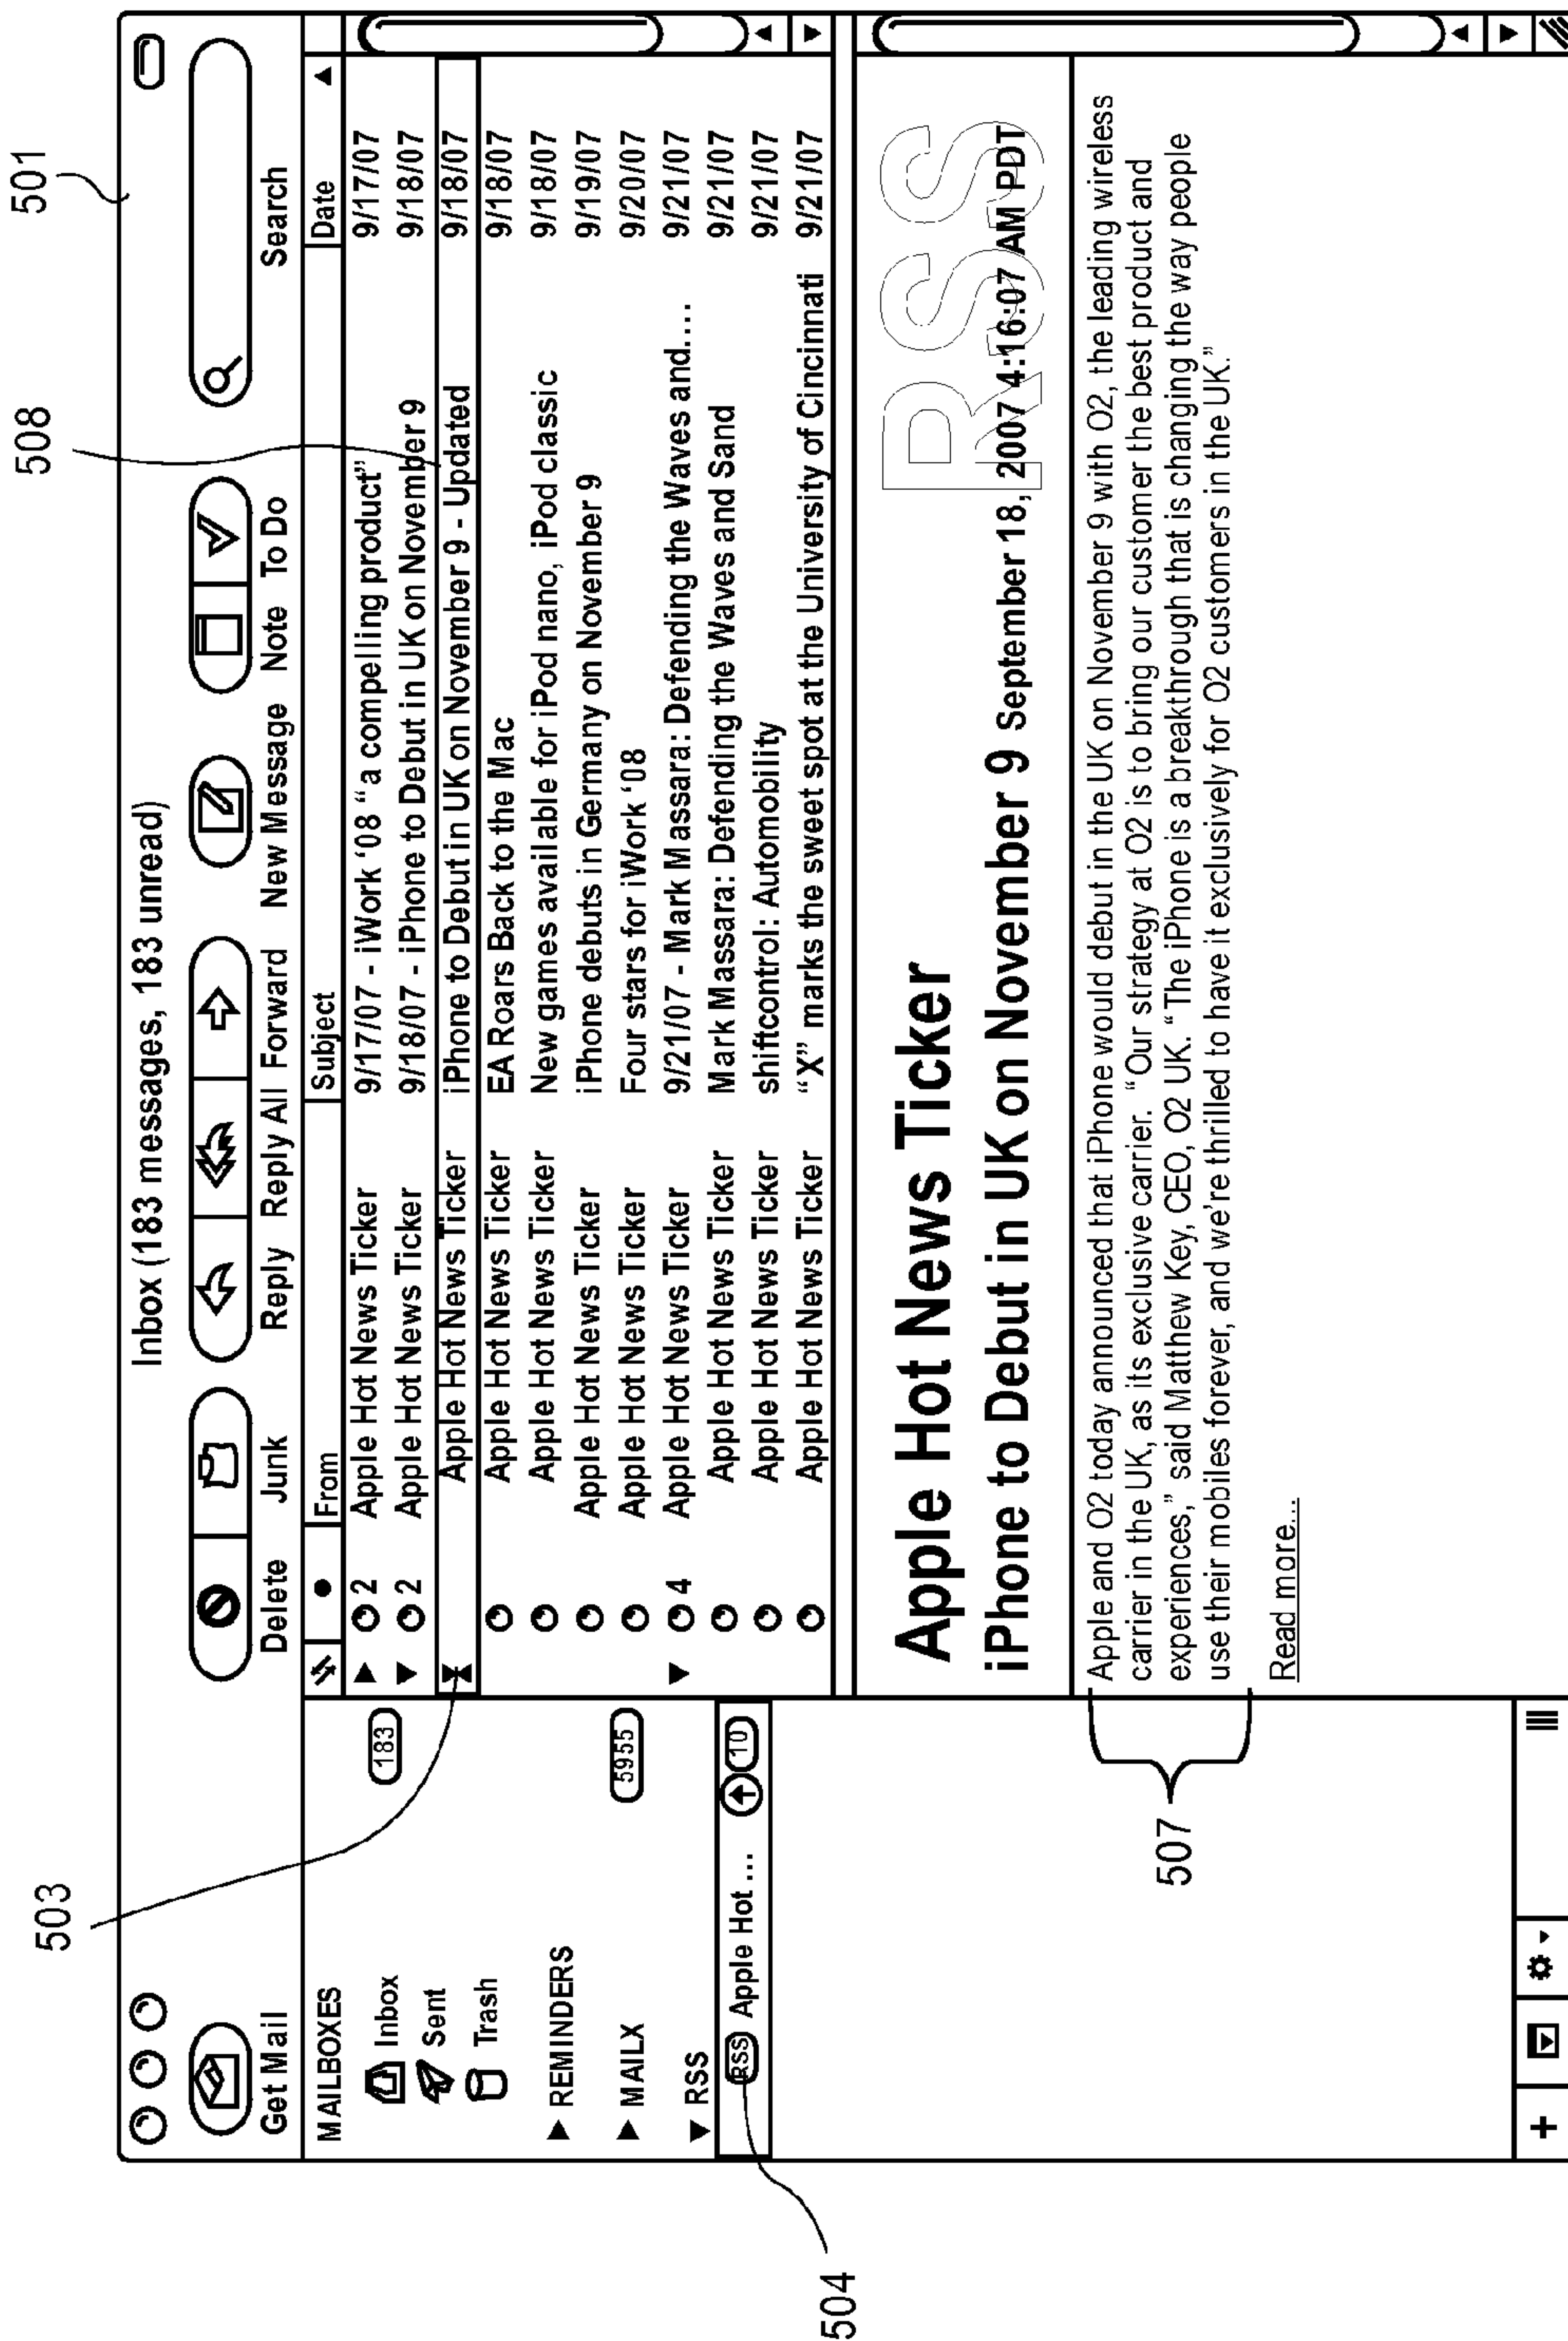 501
508
503
Inbox (183 messages, 183 unread)
Get Mail
Delete
Junk
Reply
Reply All
Forward
New Message
Note
To Do
Search
MAILBOXES
Inbox
183
Sent
Trash
REMINDERS
MAILX
5955
RSS
RSS Apple Hot ... 10
504
From Subject Date
2 Apple Hot News Ticker 9/17/07 - iWork ‘08 “a compelling product” 9/17/07
2 Apple Hot News Ticker 9/18/07 - iPhone to Debut in UK on November 9 9/18/07
Apple Hot News Ticker iPhone to Debut in UK on November 9 - Updated 9/18/07
Apple Hot News Ticker EA Roars Back to the Mac 9/18/07
Apple Hot News Ticker New games available for iPod nano, iPod classic 9/18/07
Apple Hot News Ticker iPhone debuts in Germany on November 9 9/19/07
Apple Hot News Ticker Four stars for iWork ‘08 9/20/07
4 Apple Hot News Ticker 9/21/07 - Mark Massara: Defending the Waves and.... 9/21/07
Apple Hot News Ticker Mark Massara: Defending the Waves and Sand 9/21/07
Apple Hot News Ticker shiftcontrol: Automobility 9/21/07
Apple Hot News Ticker “X” marks the sweet spot at the University of Cincinnati 9/21/07
Apple Hot News Ticker
RSS
iPhone to Debut in UK on November 9 September 18, 2007 4:16:07 AM PDT
507
Apple and O2 today announced that iPhone would debut in the UK on November 9 with O2, the leading wireless
carrier in the UK, as its exclusive carrier. “Our strategy at O2 is to bring our customer the best product and
experiences,” said Matthew Key, CEO, O2 UK. “The iPhone is a breakthrough that is changing the way people
use their mobiles forever, and we’re thrilled to have it exclusively for O2 customers in the UK.”
Read more...